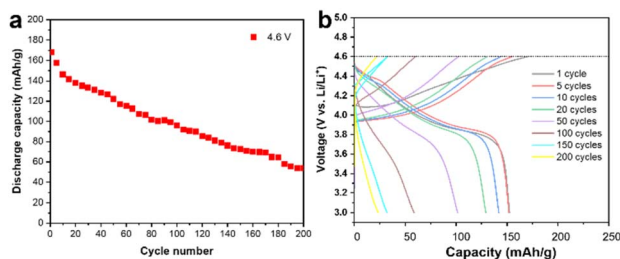 a
4.6 V
Discharge capacity (mAh/g)
200
180
160
140
120
100
80
60
40
20
0
0 20 40 60 80 100 120 140 160 180 200
Cycle number
b
Voltage (V vs. Li/Li⁺)
5.0
4.8
4.6
4.4
4.2
4.0
3.8
3.6
3.4
3.2
3.0
1 cycle
5 cycles
10 cycles
20 cycles
50 cycles
100 cycles
150 cycles
200 cycles
0 50 100 150 200 250
Capacity (mAh/g)